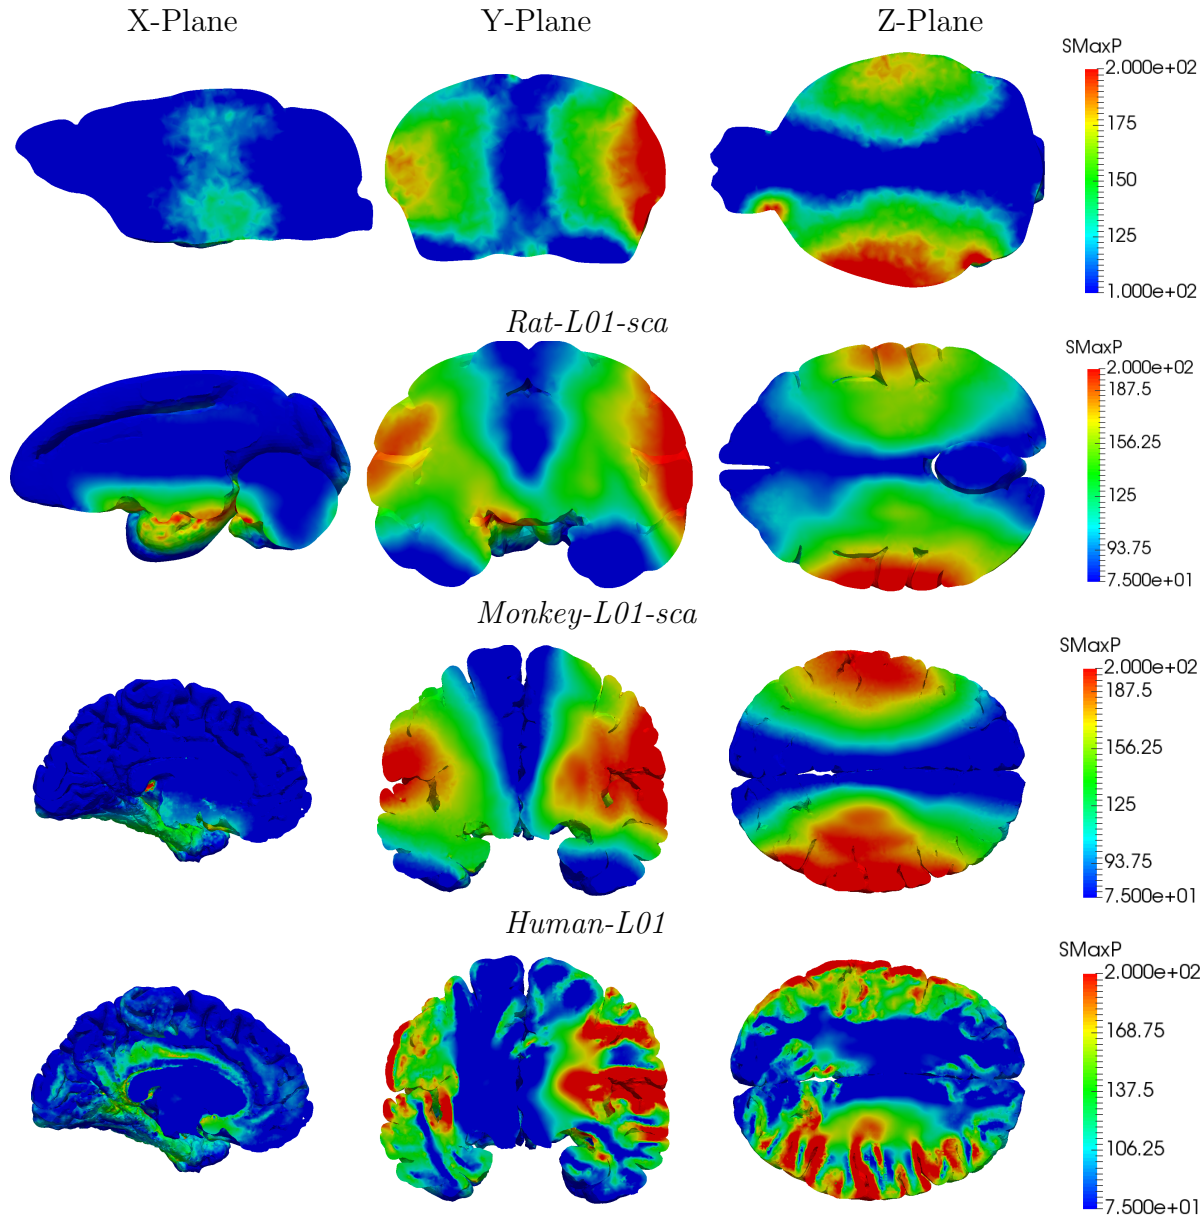 X-Plane Y-Plane Z-Plane
SMaxP
2.000e+02
175
150
125
1.000e+02
Rat-L01-sca
SMaxP
2.000e+02
187.5
156.25
125
93.75
7.500e+01
Monkey-L01-sca
SMaxP
2.000e+02
187.5
156.25
125
93.75
7.500e+01
Human-L01
SMaxP
2.000e+02
168.75
137.5
106.25
7.500e+01